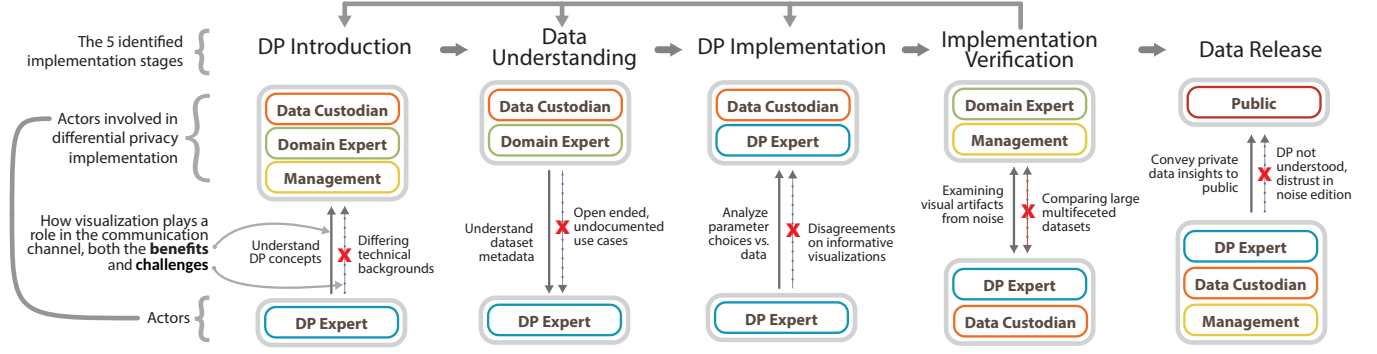 The 5 identified
implementation stages
DP Introduction
Data
Understanding
DP Implementation
Implementation
Verification
Data Release
Actors involved in
differential privacy
implementation
Data Custodian
Domain Expert
Management
Data Custodian
Domain Expert
Data Custodian
DP Expert
Domain Expert
Management
Public
How visualization plays a
role in the communication
channel, both the benefits
and challenges
Understand
DP concepts
X
Differing
technical
backgrounds
Understand
dataset
metadata
X
Open ended,
undocumented
use cases
Analyze
parameter
choices vs.
data
X
Disagreements
on informative
visualizations
Examining
visual artifacts
from noise
X
Comparing large
multifeceted
datasets
Convey private
data insights to
public
X
DP not
understood,
distrust in
noise edition
Actors
DP Expert
DP Expert
DP Expert
DP Expert
Data Custodian
DP Expert
Data Custodian
Management